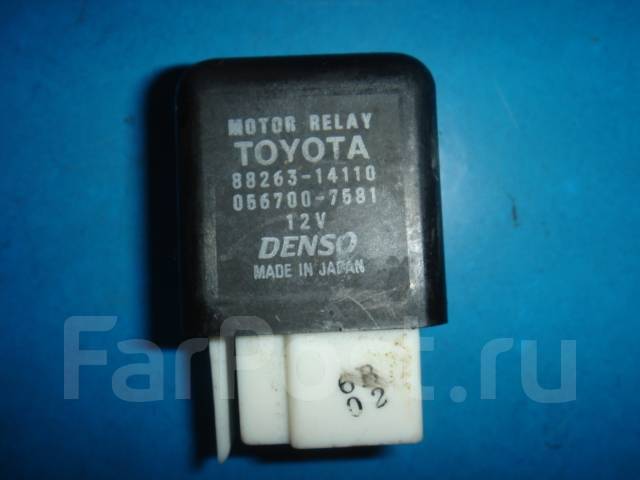 MOTOR RELAY
TOYOTA
88263-14110
056700-7581
12V
DENSO
MADE IN JAPAN
FarPost.ru
6B
02